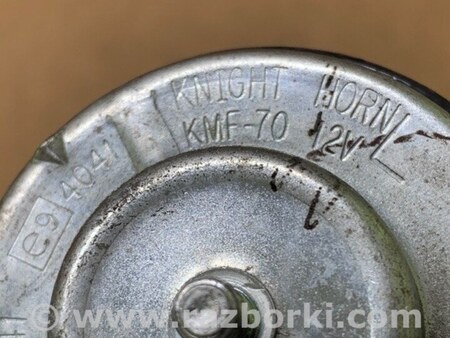 KNIGHT HORN L
KMF-70 12V
e9 4041
www.razborki.com